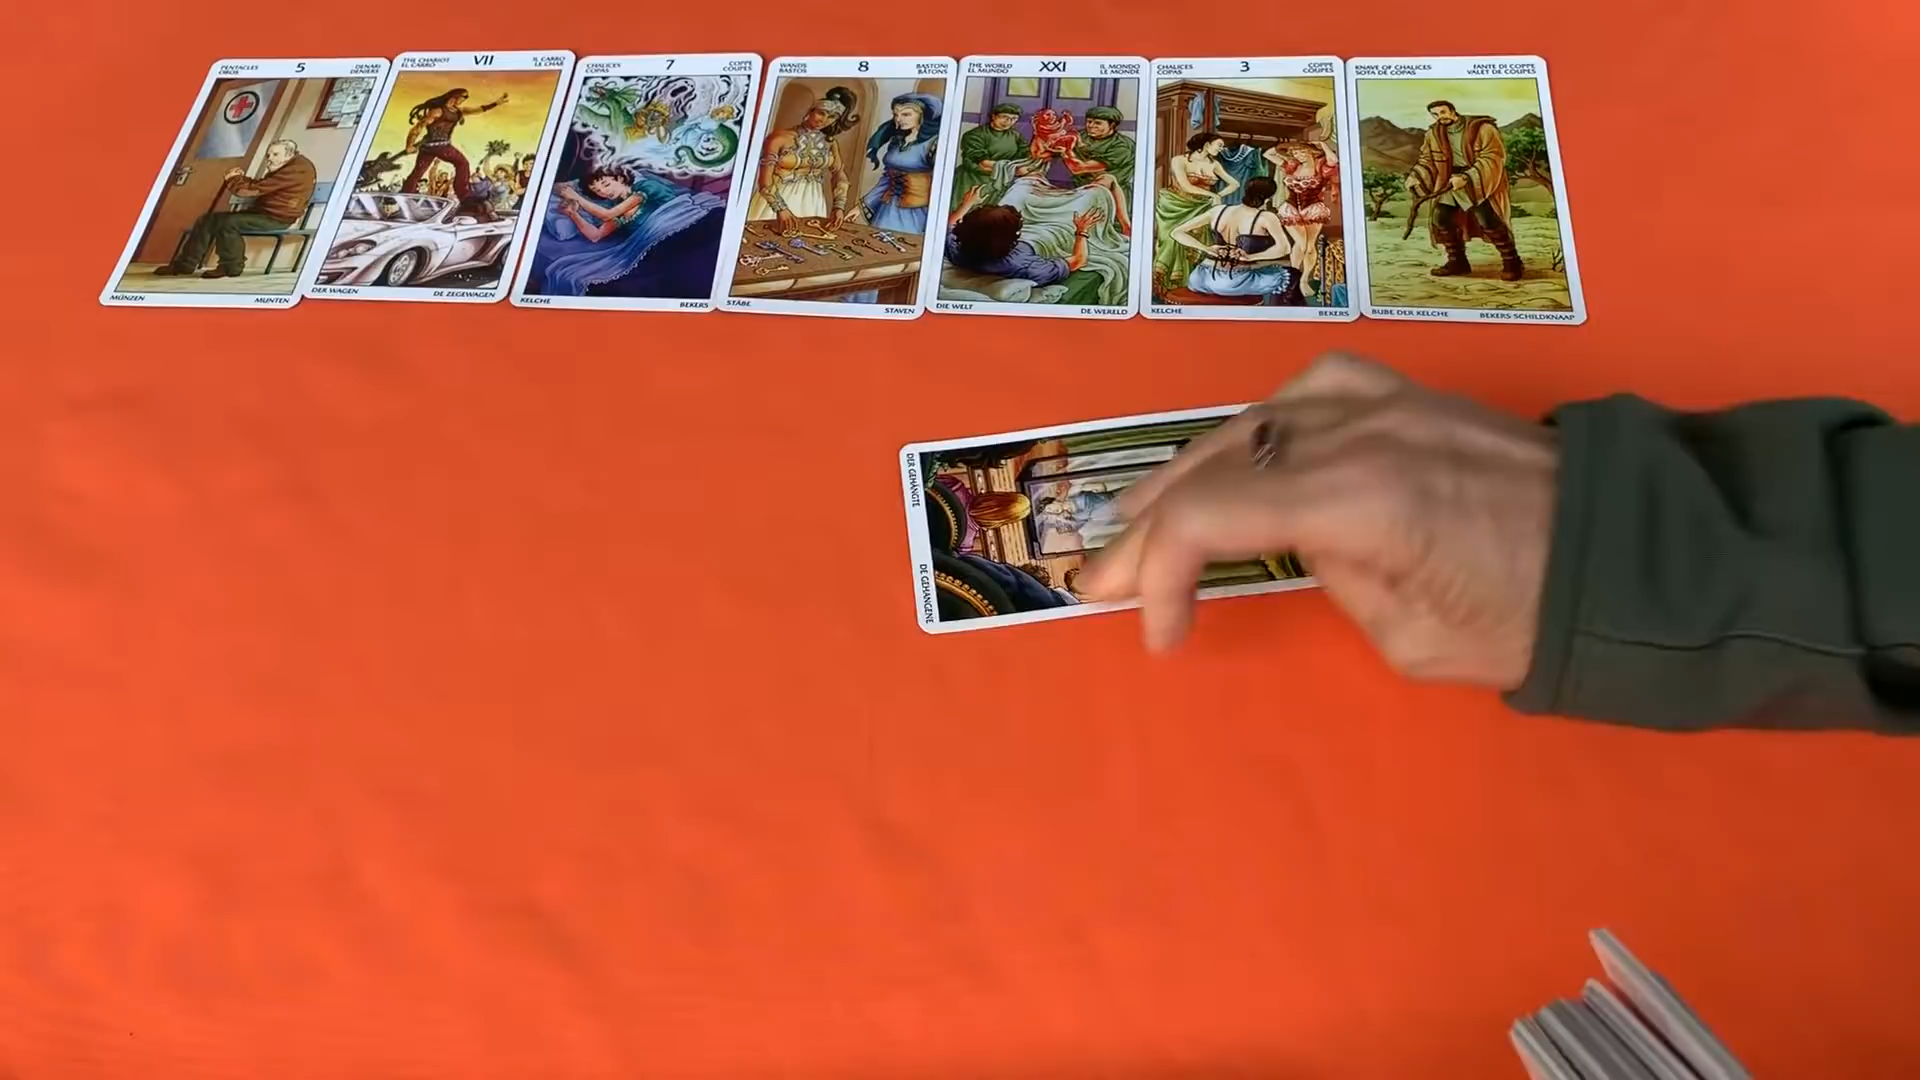 PENTACLES
OROS
5
DENARI
DENIERS
MÜNZEN
MUNTEN
THE CHARIOT
EL CARRO
VII
IL CARRO
LE CHAR
DER WAGEN
DE ZEGEWAGEN
CHALICES
COPAS
7
COPPE
COUPES
KELCHE
BEKERS
WANDS
BASTOS
8
BASTONI
BÂTONS
STÄBE
STAVEN
THE WORLD
EL MUNDO
XXI
IL MONDO
LE MONDE
DIE WELT
DE WERELD
CHALICES
COPAS
3
COPPE
COUPES
KELCHE
BEKERS
KNAVE OF CHALICES
SOTA DE COPAS
FANTE DI COPPE
VALET DE COUPES
BUBE DER KELCHE
BEKERS SCHILDKNAAP
DER GEHÄNGTE
DE GEHANGENE